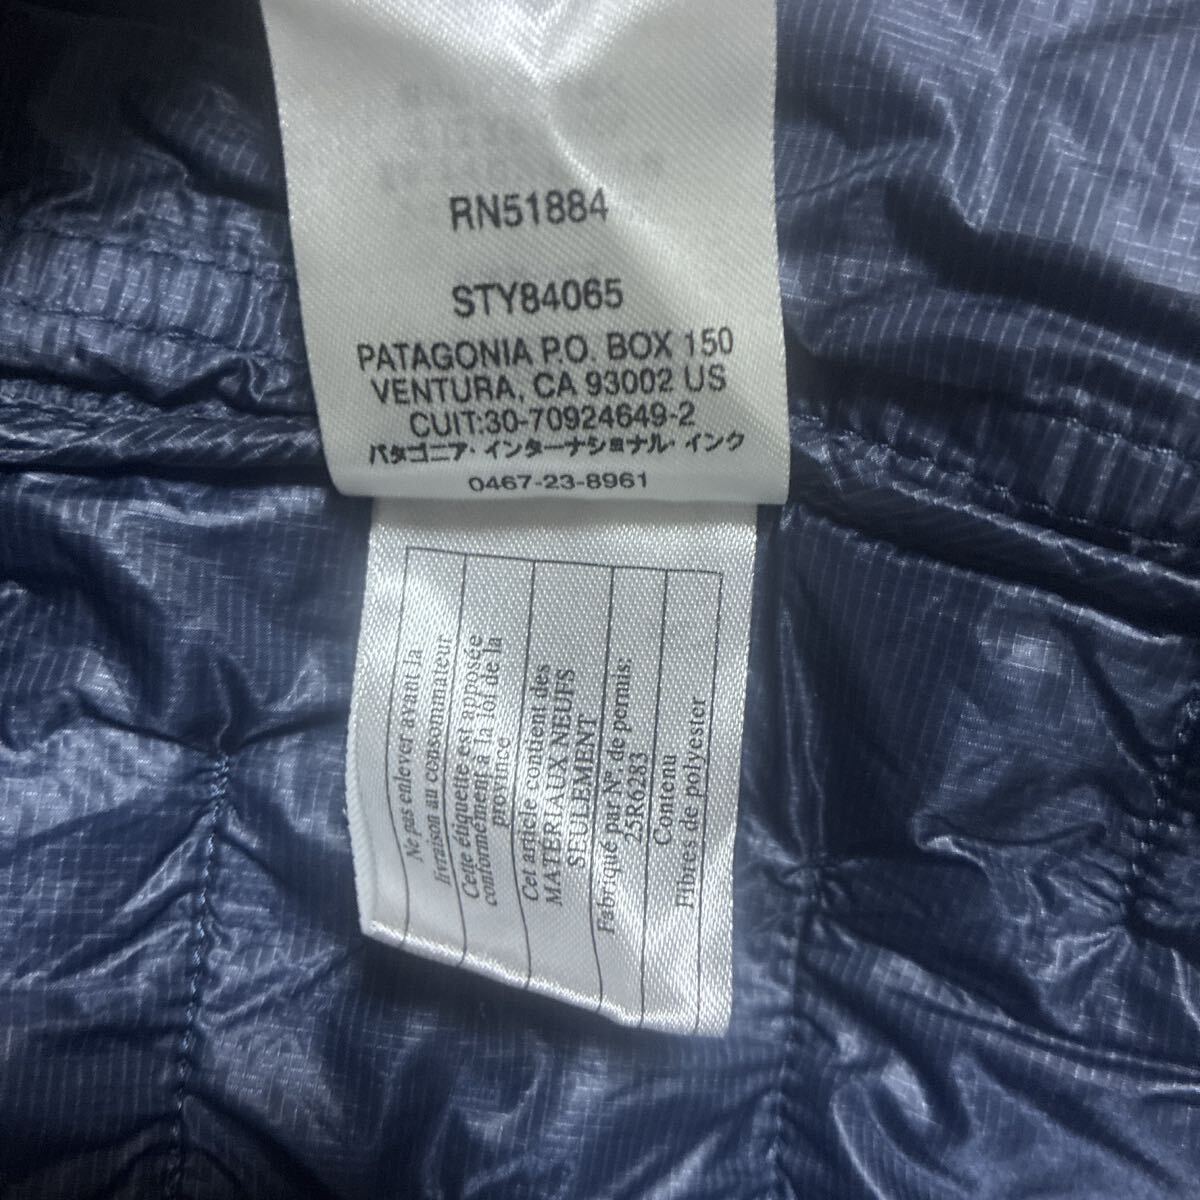 RN51884
STY84065
PATAGONIA P.O. BOX 150
VENTURA, CA 93002 US
CUIT:30-70924649-2
パタゴニア・インターナショナル・インク
0467-23-8961
Ne pas enlever avant la
livraison au consommateur
Cette étiquette est apposée
conformément à la loi de la
province
Cet article contient des
MATÉRIAUX NEUFS
SEULEMENT
Fabriqué par N° de permis:
25R6283
Contenu
Fibres de polyester